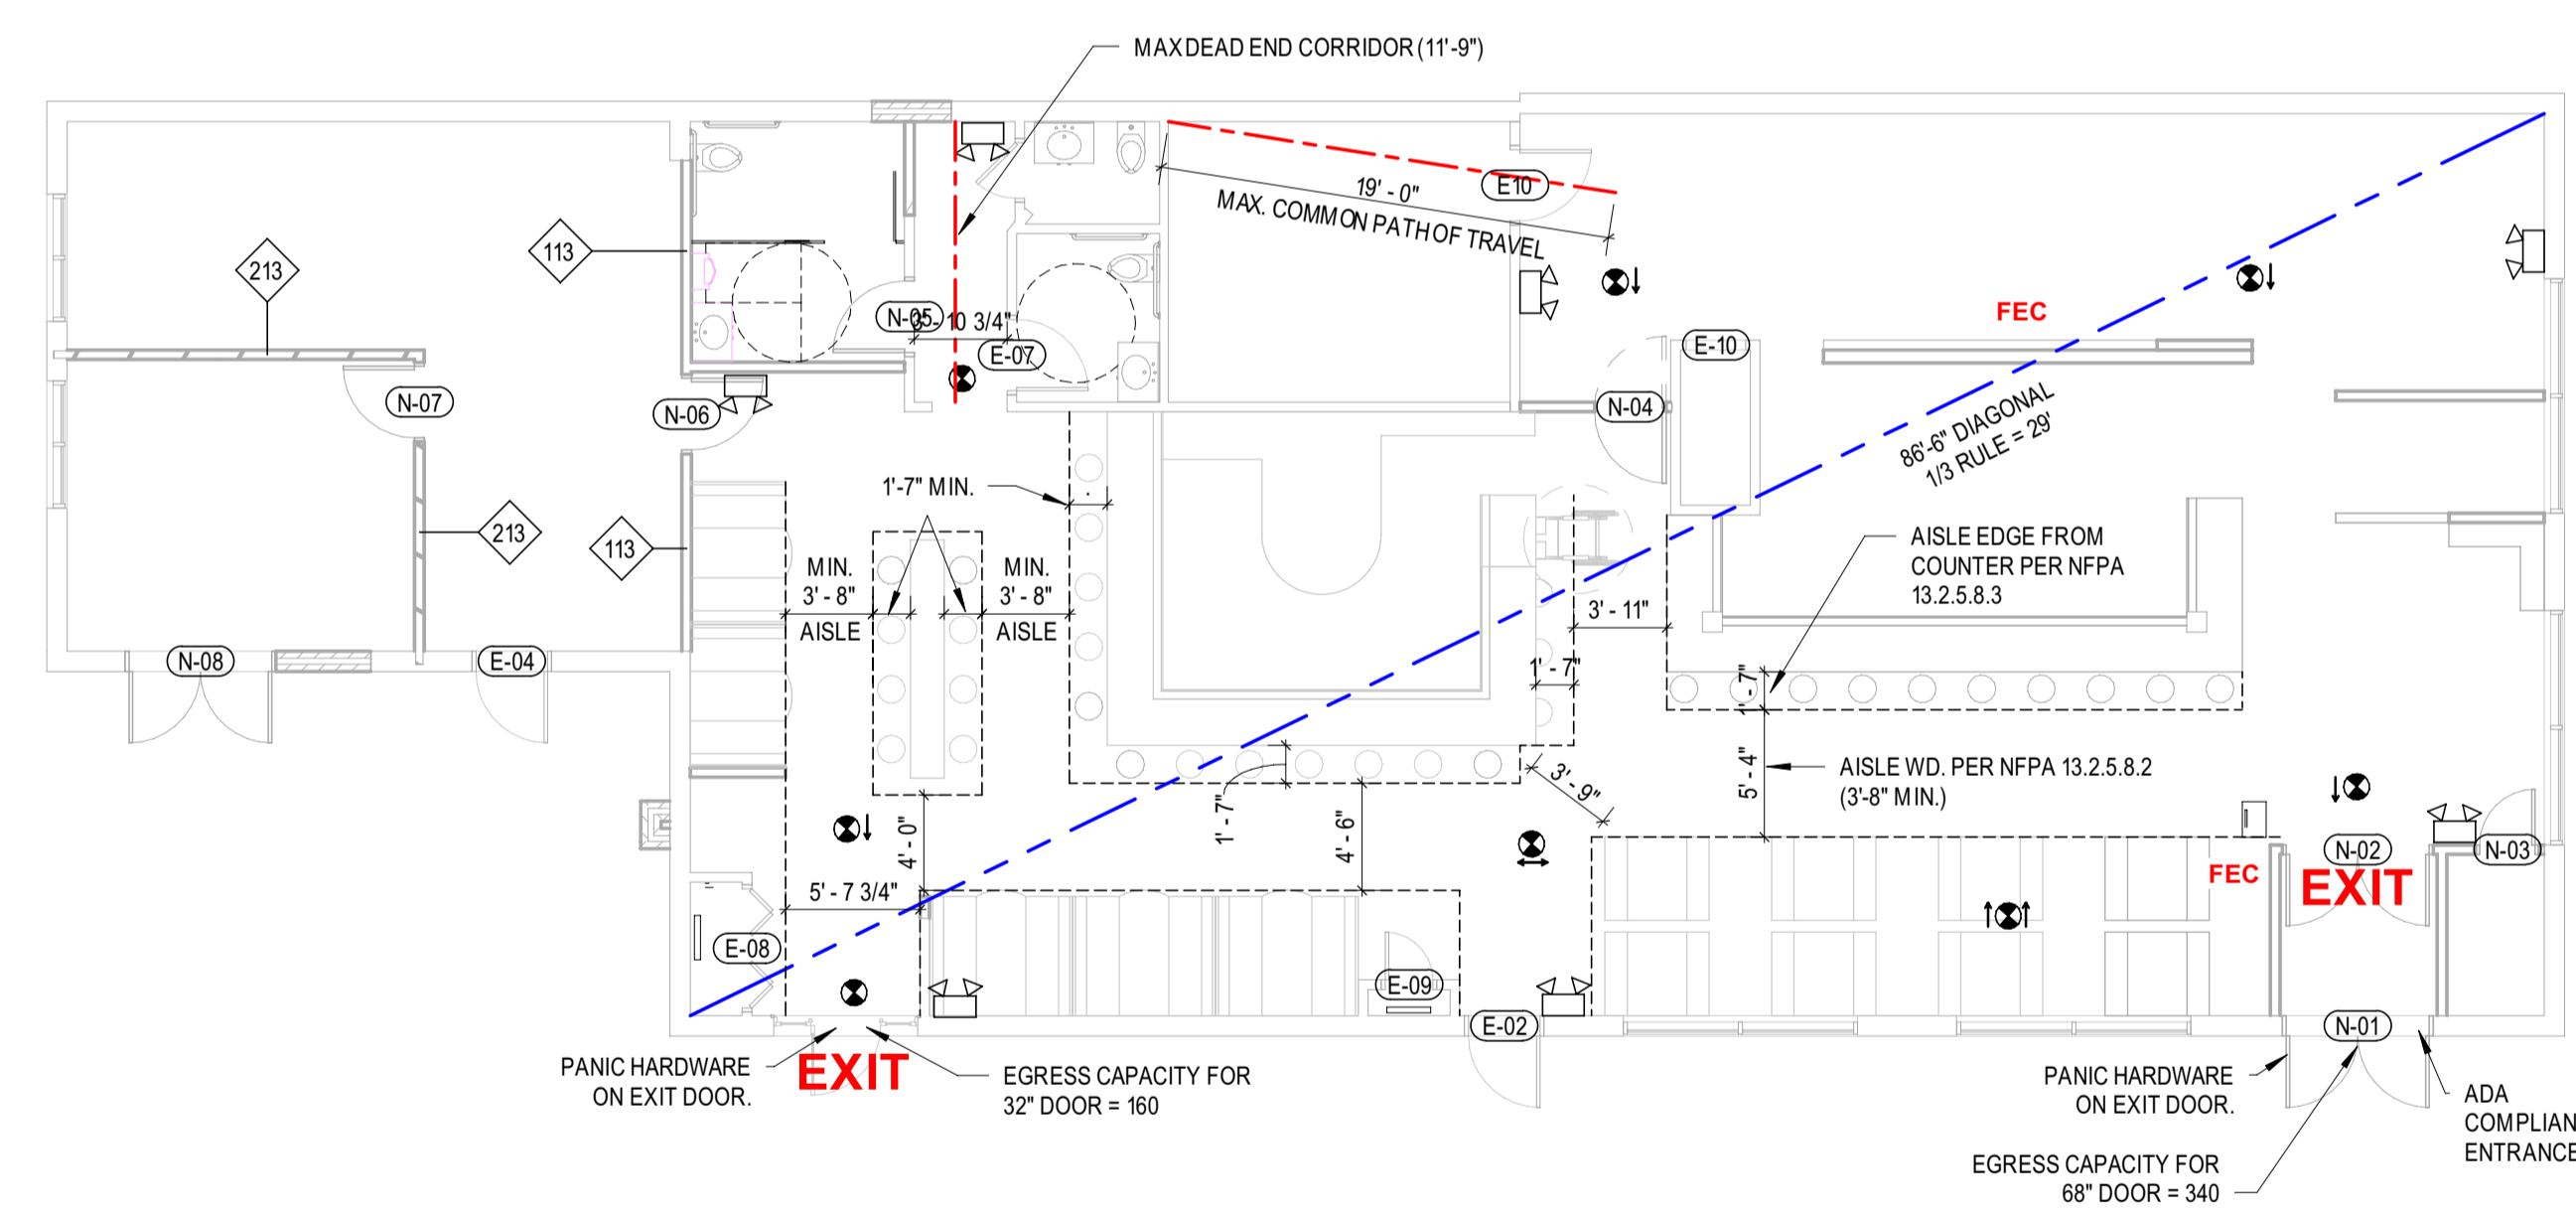 MAX DEAD END CORRIDOR (11'-9")
19' - 0"
MAX. COMMON PATH OF TRAVEL
E10
213
113
N-05
3' - 10 3/4"
E-07
FEC
E-10
N-07
N-06
N-04
86'-6" DIAGONAL
1/3 RULE = 29'
1'-7" MIN.
213
113
MIN.
3' - 8"
AISLE
MIN.
3' - 8"
AISLE
AISLE EDGE FROM
COUNTER PER NFPA
13.2.5.8.3
3' - 11"
1' - 7"
1' - 7"
N-08
E-04
5' - 4"
AISLE WD. PER NFPA 13.2.5.8.2
(3'-8" MIN.)
3' - 9"
1' - 7"
4' - 0"
4' - 6"
5' - 7 3/4"
FEC
N-02
EXIT
N-03
E-08
E-09
E-02
N-01
PANIC HARDWARE
ON EXIT DOOR.
EXIT
EGRESS CAPACITY FOR
32" DOOR = 160
PANIC HARDWARE
ON EXIT DOOR.
ADA
COMPLIAN
ENTRANCE
EGRESS CAPACITY FOR
68" DOOR = 340